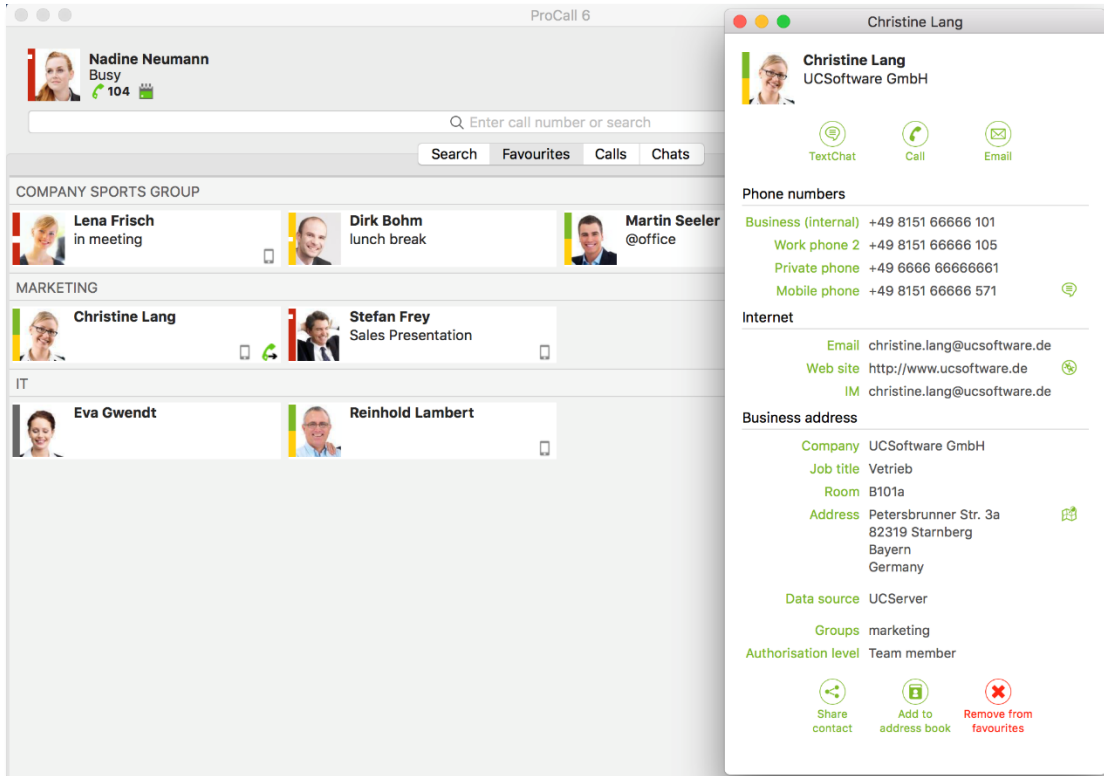 ProCall 6
Nadine Neumann
Busy
104
Enter call number or search
Search Favourites Calls Chats
COMPANY SPORTS GROUP
Lena Frisch
in meeting
Dirk Bohm
lunch break
Martin Seeler
@office
MARKETING
Christine Lang
Stefan Frey
Sales Presentation
IT
Eva Gwendt
Reinhold Lambert
Christine Lang
Christine Lang
UCSoftware GmbH
TextChat Call Email
Phone numbers
Business (internal) +49 8151 66666 101
Work phone 2 +49 8151 66666 105
Private phone +49 6666 66666661
Mobile phone +49 8151 66666 571
Internet
Email christine.lang@ucsoftware.de
Web site http://www.ucsoftware.de
IM christine.lang@ucsoftware.de
Business address
Company UCSoftware GmbH
Job title Vetrieb
Room B101a
Address Petersbrunner Str. 3a
82319 Starnberg
Bayern
Germany
Data source UCServer
Groups marketing
Authorisation level Team member
Share contact
Add to address book
Remove from favourites